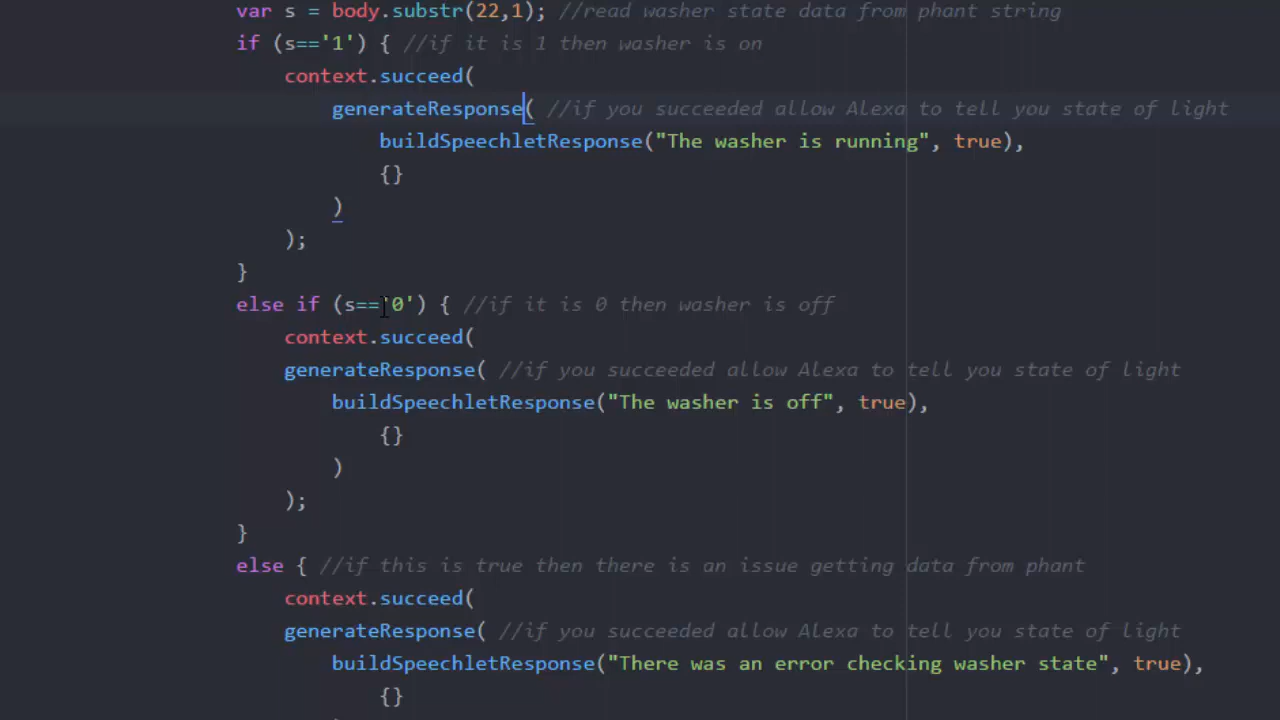 var s = body.substr(22,1); //read washer state data from phant string
if (s=='1') { //if it is 1 then washer is on
context.succeed(
generateResponse( //if you succeeded allow Alexa to tell you state of light
buildSpeechletResponse("The washer is running", true),
{}
)
);
}
else if (s=='0') { //if it is 0 then washer is off
context.succeed(
generateResponse( //if you succeeded allow Alexa to tell you state of light
buildSpeechletResponse("The washer is off", true),
{}
)
);
}
else { //if this is true then there is an issue getting data from phant
context.succeed(
generateResponse( //if you succeeded allow Alexa to tell you state of light
buildSpeechletResponse("There was an error checking washer state", true),
{}